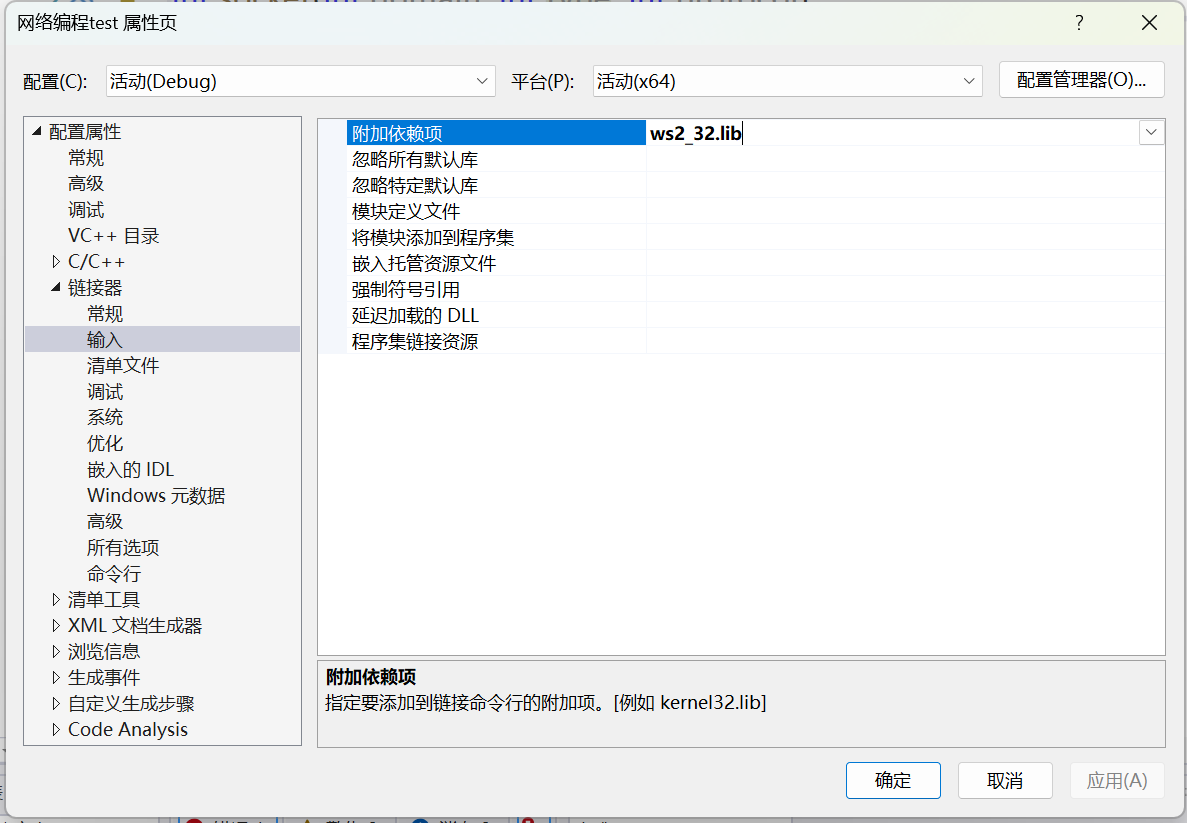 网络编程test 属性页
?
配置(C): 活动(Debug) 平台(P): 活动(x64) 配置管理器(O)...
配置属性
常规
高级
调试
VC++ 目录
C/C++
链接器
常规
输入
清单文件
调试
系统
优化
嵌入的 IDL
Windows 元数据
高级
所有选项
命令行
清单工具
XML 文档生成器
浏览信息
生成事件
自定义生成步骤
Code Analysis
附加依赖项 ws2_32.lib
忽略所有默认库
忽略特定默认库
模块定义文件
将模块添加到程序集
嵌入托管资源文件
强制符号引用
延迟加载的 DLL
程序集链接资源
附加依赖项
指定要添加到链接命令行的附加项。[例如 kernel32.lib]
确定 取消 应用(A)